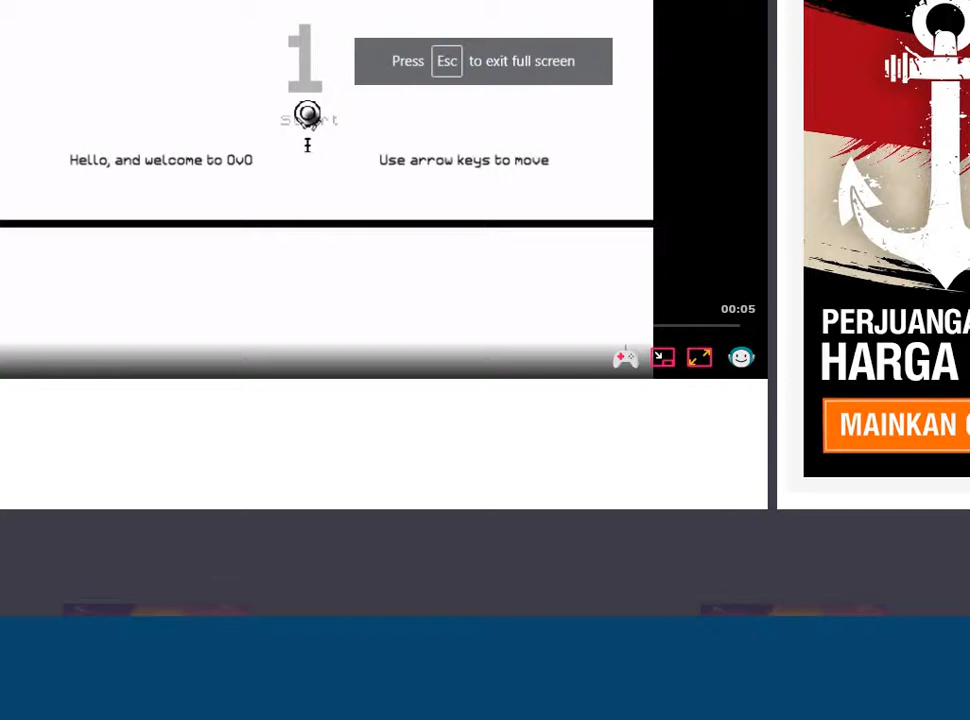 1
Press Esc to exit full screen
Hello, and welcome to OvO
Use arrow keys to move
00:05
PERJUANGA
HARGA
MAINKAN